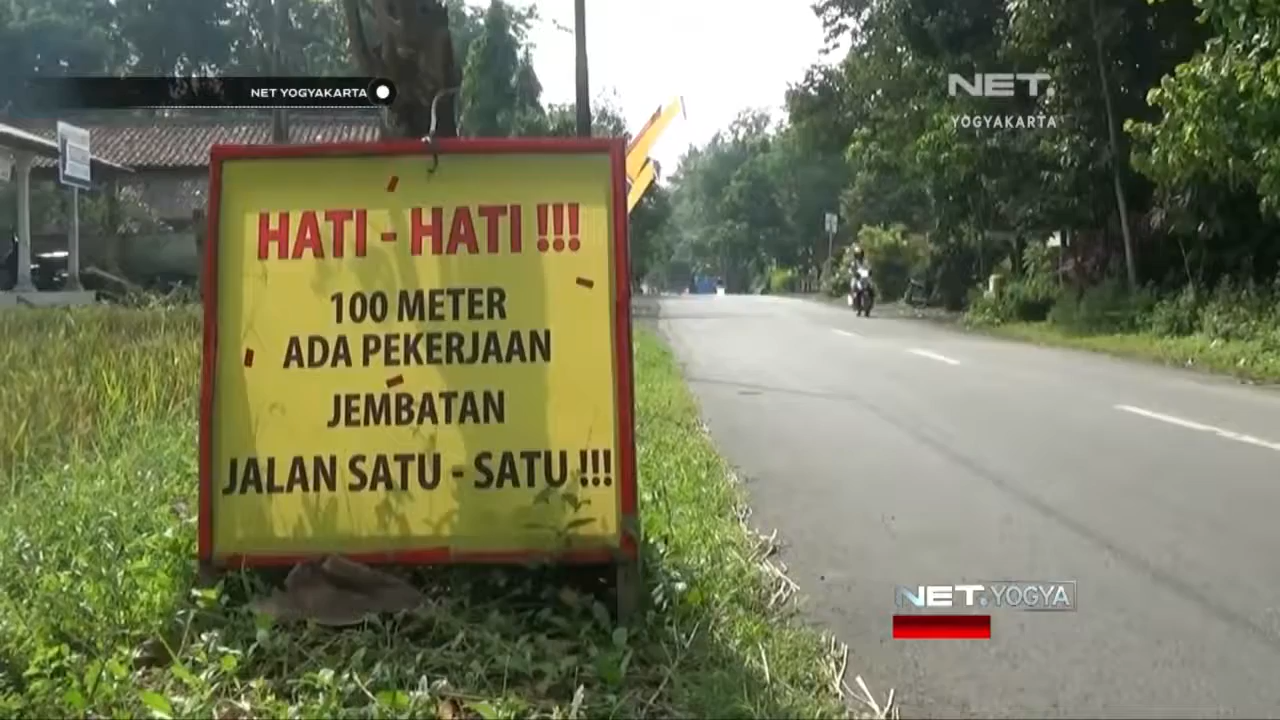 NET YOGYAKARTA
NET.
YOGYAKARTA
HATI - HATI !!!
100 METER
ADA PEKERJAAN
JEMBATAN
JALAN SATU - SATU !!!
NET. YOGYA